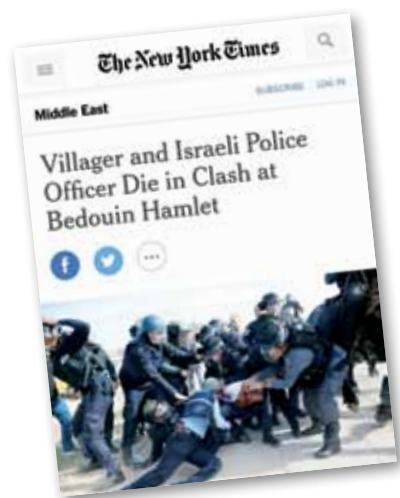 The New York Times
SUBSCRIBE LOG IN
Middle East
Villager and Israeli Police
Officer Die in Clash at
Bedouin Hamlet
f